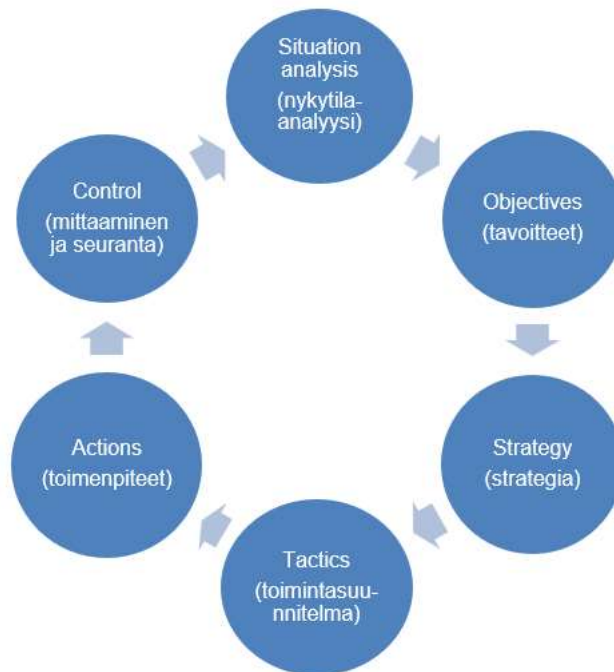 Situation
analysis
(nykytila-
analyysi)
Objectives
(tavoitteet)
Strategy
(strategia)
Tactics
(toimintasuu-
nnitelma)
Actions
(toimenpiteet)
Control
(mittaaminen
ja seuranta)